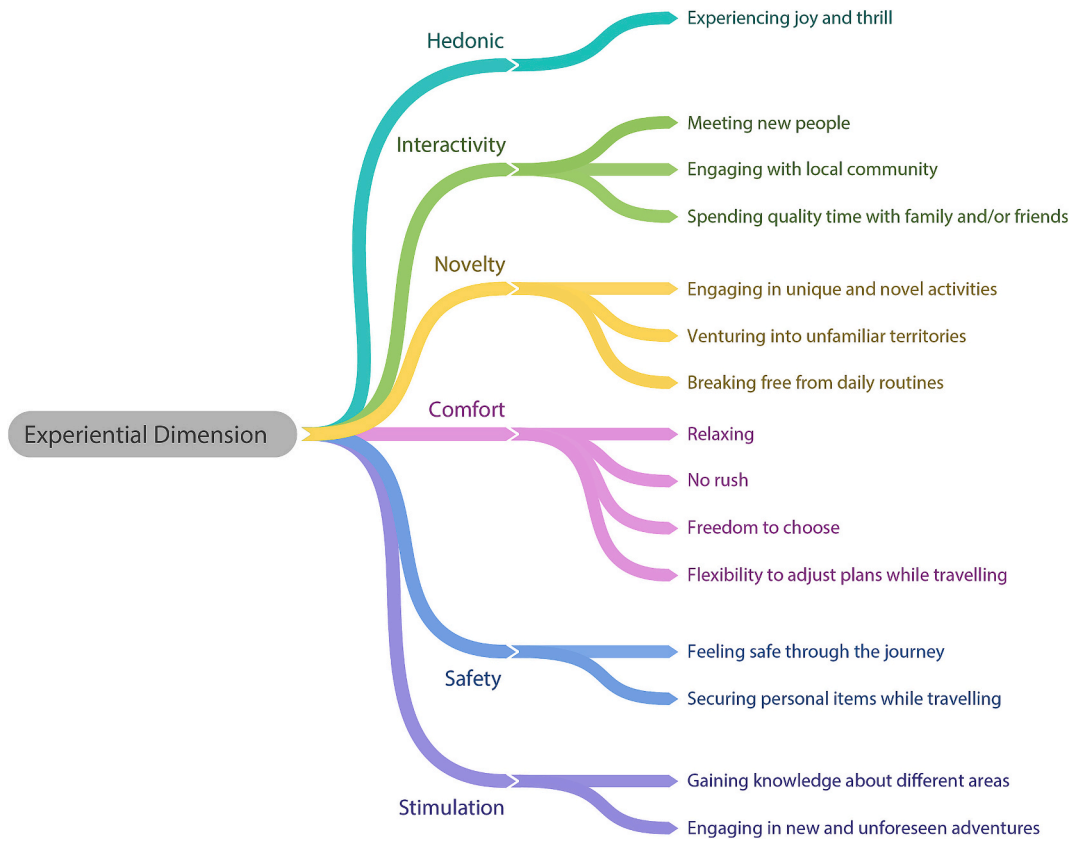 Hedonic
Experiencing joy and thrill
Interactivity
Meeting new people
Engaging with local community
Spending quality time with family and/or friends
Novelty
Engaging in unique and novel activities
Venturing into unfamiliar territories
Breaking free from daily routines
Experiential Dimension
Comfort
Relaxing
No rush
Freedom to choose
Flexibility to adjust plans while travelling
Safety
Feeling safe through the journey
Securing personal items while travelling
Stimulation
Gaining knowledge about different areas
Engaging in new and unforeseen adventures